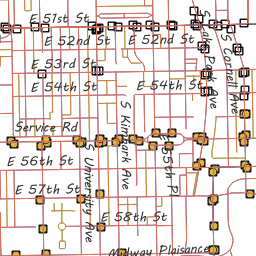 E 51st St
E 52nd St
E 52nd St
E 53rd St
E 54th St
E 54th St
S Lake Park Ave
S Cornell Ave
S Kimbark Ave
Service Rd
E 55th Pl
E 56th St
S University Ave
E 57th St
E 58th St
Midway Plaisance